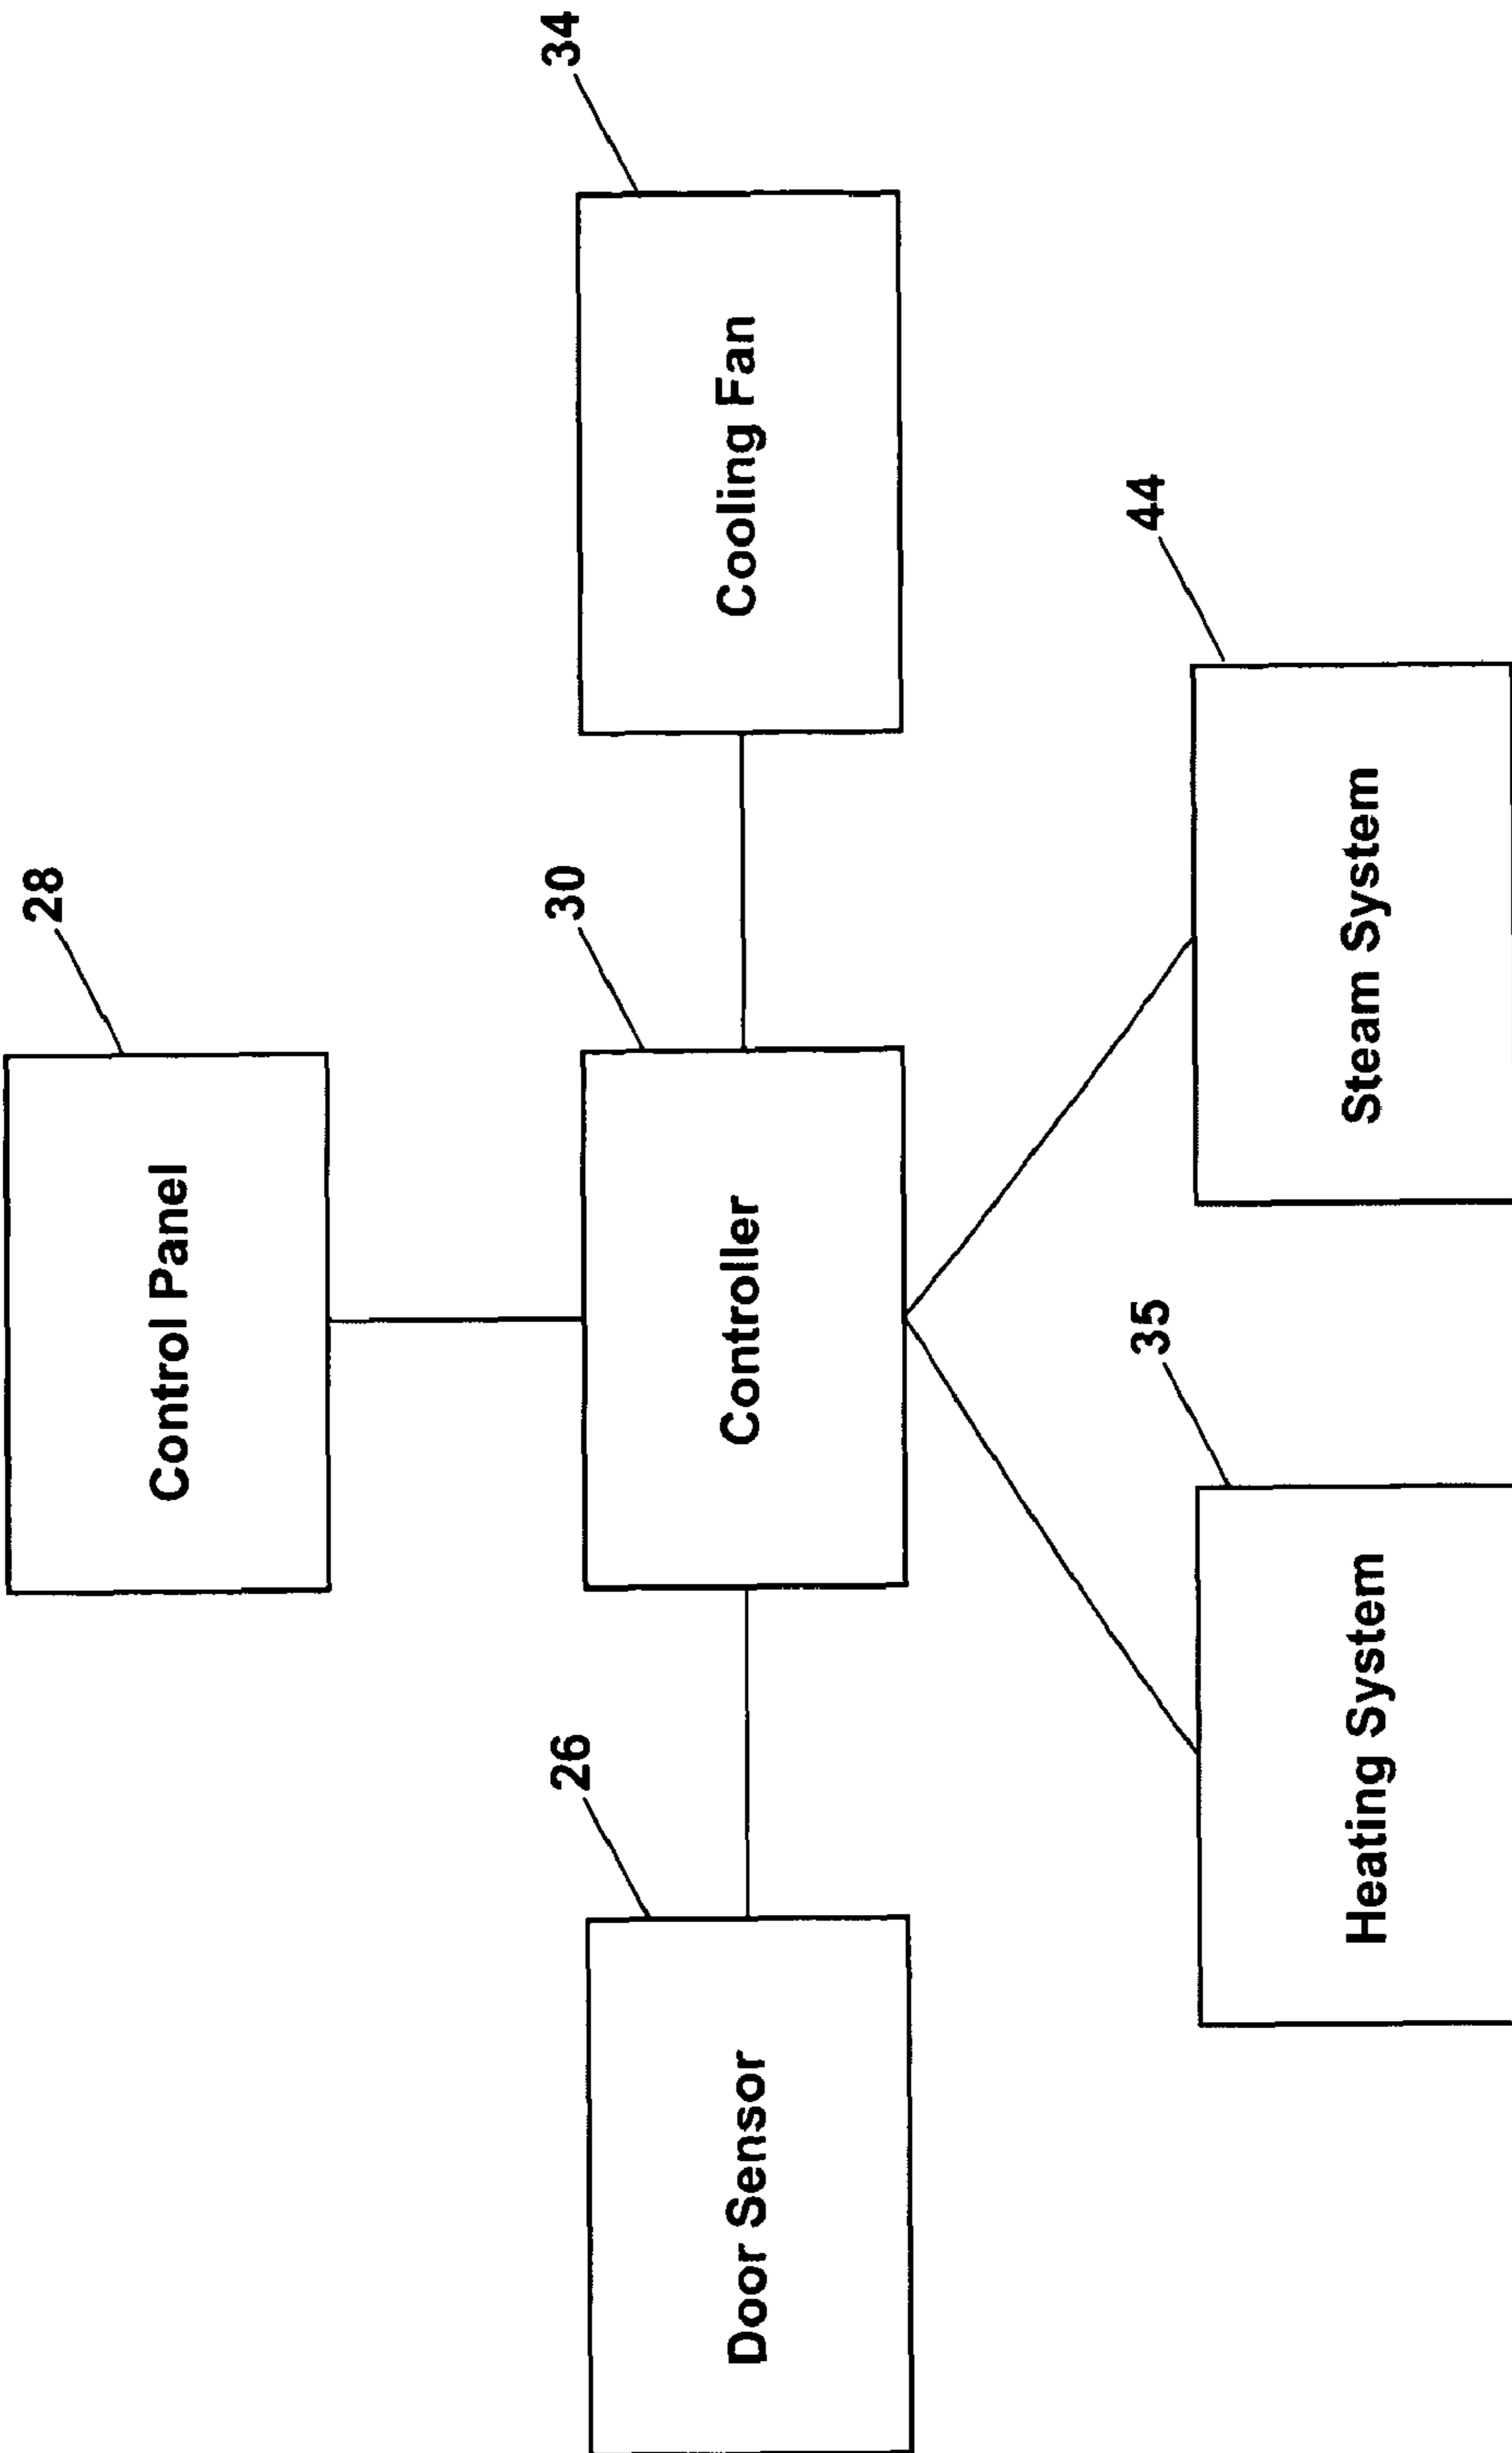 28
Control Panel
26
Door Sensor
30
Controller
34
Cooling Fan
35
Heating System
44
Steam System